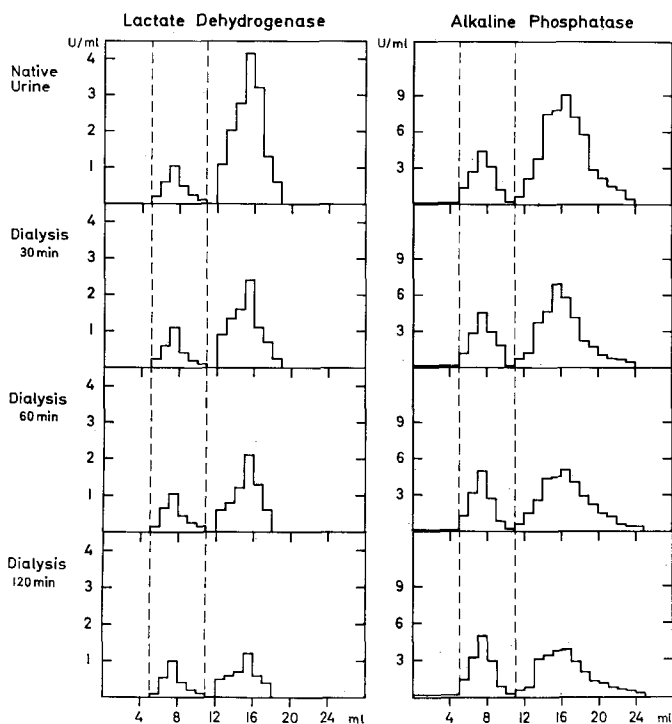 Lactate Dehydrogenase
Alkaline Phosphatase
U/ml
U/ml
Native
Urine
4
3
2
1
9
6
3
Dialysis
30 min
4
3
2
1
9
6
3
Dialysis
60 min
4
3
2
1
9
6
3
Dialysis
120 min
4
3
2
1
9
6
3
4 8 12 16 20 24 ml
4 8 12 16 20 24 ml